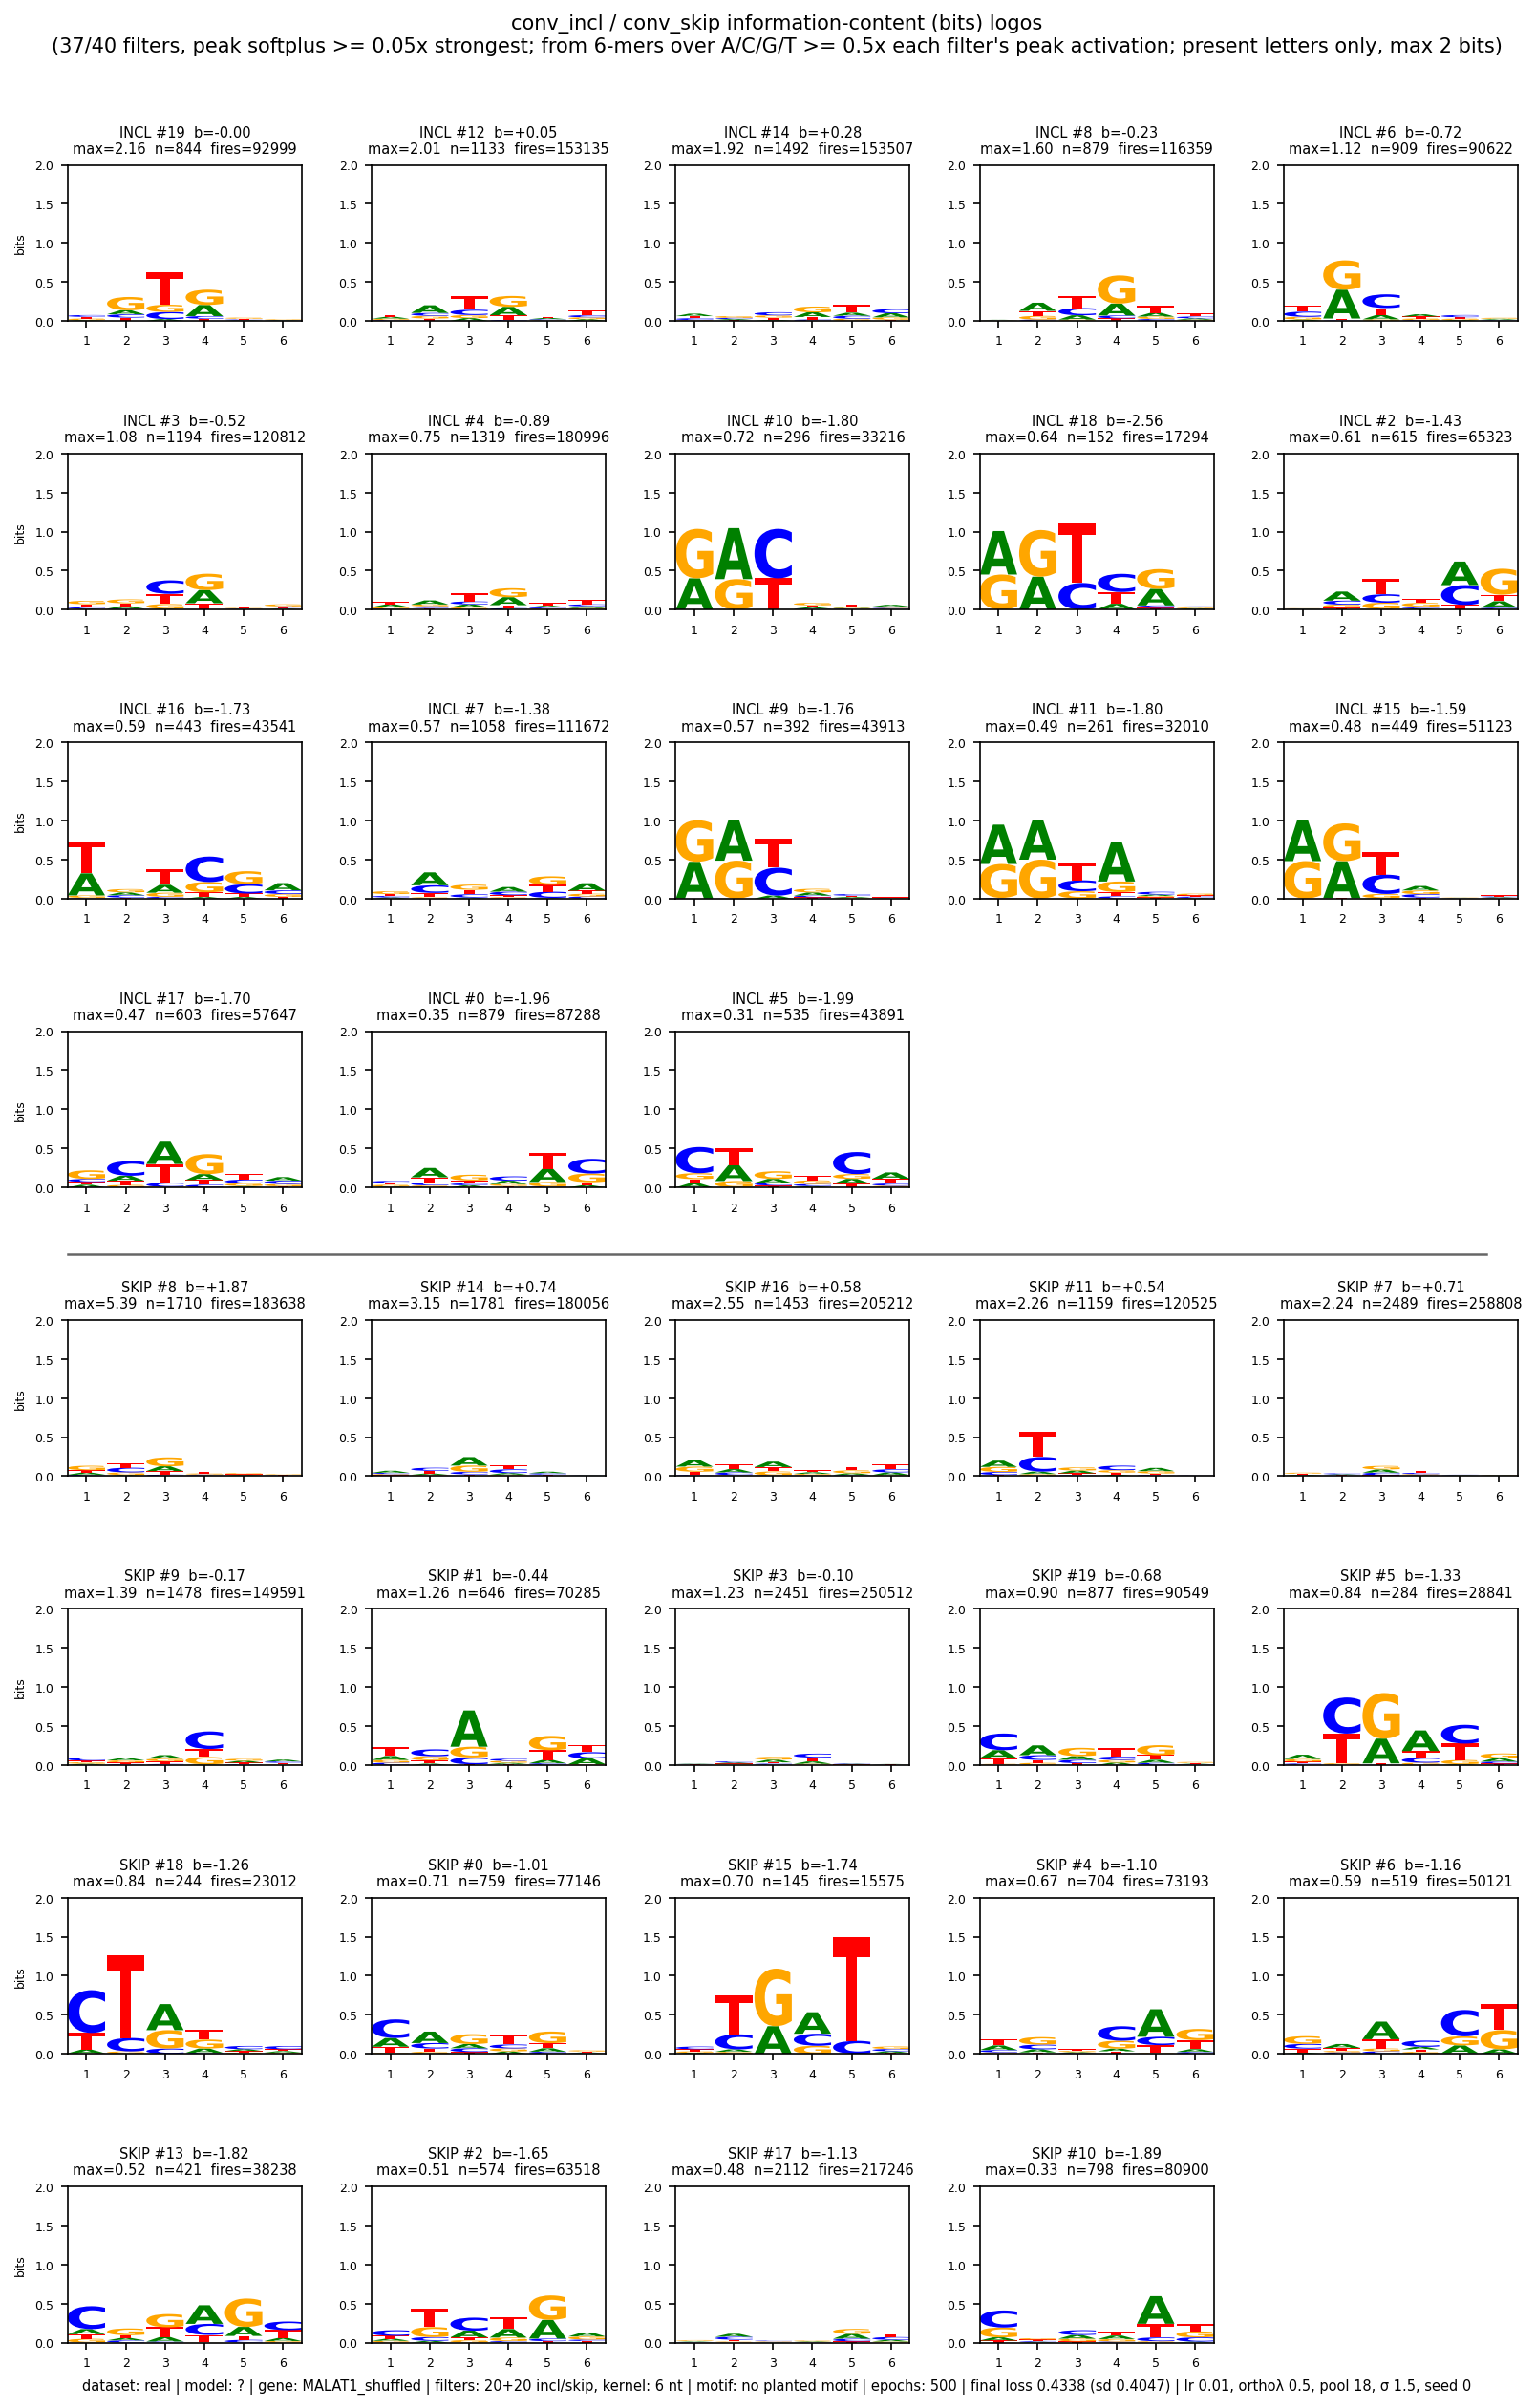 conv_incl / conv_skip information-content (bits) logos
(37/40 filters, peak softplus >= 0.05x strongest; from 6-mers over A/C/G/T >= 0.5x each filter's peak activation; present letters only, max 2 bits)
INCL #19 b=-0.00
max=2.16 n=844 fires=92999
INCL #12 b=+0.05
max=2.01 n=1133 fires=153135
INCL #14 b=+0.28
max=1.92 n=1492 fires=153507
INCL #8 b=-0.23
max=1.60 n=879 fires=116359
INCL #6 b=-0.72
max=1.12 n=909 fires=90622
INCL #3 b=-0.52
max=1.08 n=1194 fires=120812
INCL #4 b=-0.89
max=0.75 n=1319 fires=180996
INCL #10 b=-1.80
max=0.72 n=296 fires=33216
INCL #18 b=-2.56
max=0.64 n=152 fires=17294
INCL #2 b=-1.43
max=0.61 n=615 fires=65323
INCL #16 b=-1.73
max=0.59 n=443 fires=43541
INCL #7 b=-1.38
max=0.57 n=1058 fires=111672
INCL #9 b=-1.76
max=0.57 n=392 fires=43913
INCL #11 b=-1.80
max=0.49 n=261 fires=32010
INCL #15 b=-1.59
max=0.48 n=449 fires=51123
INCL #17 b=-1.70
max=0.47 n=603 fires=57647
INCL #0 b=-1.96
max=0.35 n=879 fires=87288
INCL #5 b=-1.99
max=0.31 n=535 fires=43891
SKIP #8 b=+1.87
max=5.39 n=1710 fires=183638
SKIP #14 b=+0.74
max=3.15 n=1781 fires=180056
SKIP #16 b=+0.58
max=2.55 n=1453 fires=205212
SKIP #11 b=+0.54
max=2.26 n=1159 fires=120525
SKIP #7 b=+0.71
max=2.24 n=2489 fires=258808
SKIP #9 b=-0.17
max=1.39 n=1478 fires=149591
SKIP #1 b=-0.44
max=1.26 n=646 fires=70285
SKIP #3 b=-0.10
max=1.23 n=2451 fires=250512
SKIP #19 b=-0.68
max=0.90 n=877 fires=90549
SKIP #5 b=-1.33
max=0.84 n=284 fires=28841
SKIP #18 b=-1.26
max=0.84 n=244 fires=23012
SKIP #0 b=-1.01
max=0.71 n=759 fires=77146
SKIP #15 b=-1.74
max=0.70 n=145 fires=15575
SKIP #4 b=-1.10
max=0.67 n=704 fires=73193
SKIP #6 b=-1.16
max=0.59 n=519 fires=50121
SKIP #13 b=-1.82
max=0.52 n=421 fires=38238
SKIP #2 b=-1.65
max=0.51 n=574 fires=63518
SKIP #17 b=-1.13
max=0.48 n=2112 fires=217246
SKIP #10 b=-1.89
max=0.33 n=798 fires=80900
dataset: real | model: ? | gene: MALAT1_shuffled | filters: 20+20 incl/skip, kernel: 6 nt | motif: no planted motif | epochs: 500 | final loss 0.4338 (sd 0.4047) | lr 0.01, orthoλ 0.5, pool 18, σ 1.5, seed 0